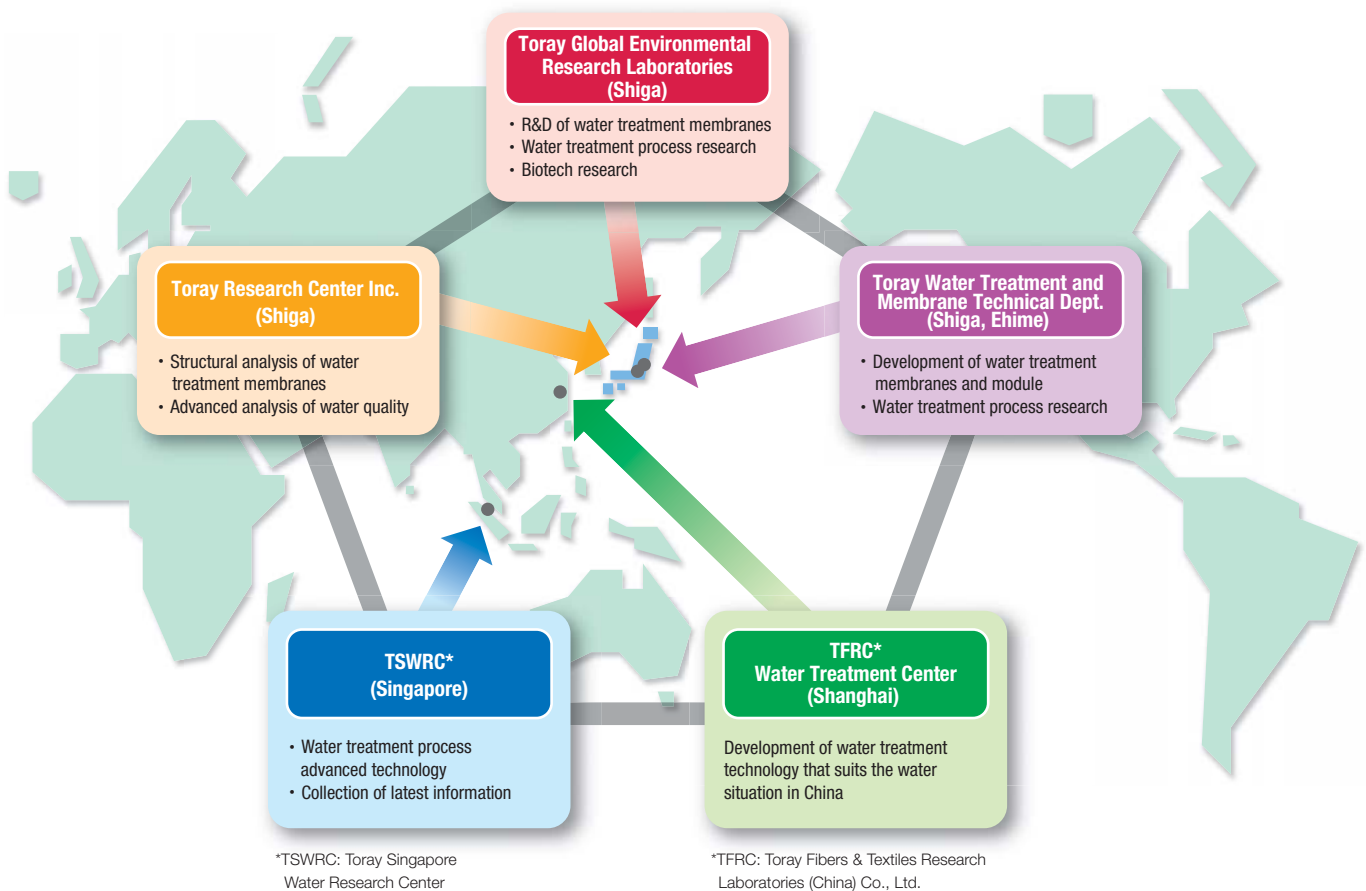 Toray Global Environmental
Research Laboratories
(Shiga)
• R&D of water treatment membranes
• Water treatment process research
• Biotech research
Toray Research Center Inc.
(Shiga)
• Structural analysis of water
treatment membranes
• Advanced analysis of water quality
Toray Water Treatment and
Membrane Technical Dept.
(Shiga, Ehime)
• Development of water treatment
membranes and module
• Water treatment process research
TSWRC*
(Singapore)
• Water treatment process
advanced technology
• Collection of latest information
TFRC*
Water Treatment Center
(Shanghai)
Development of water treatment
technology that suits the water
situation in China
*TSWRC: Toray Singapore
Water Research Center
*TFRC: Toray Fibers & Textiles Research
Laboratories (China) Co., Ltd.